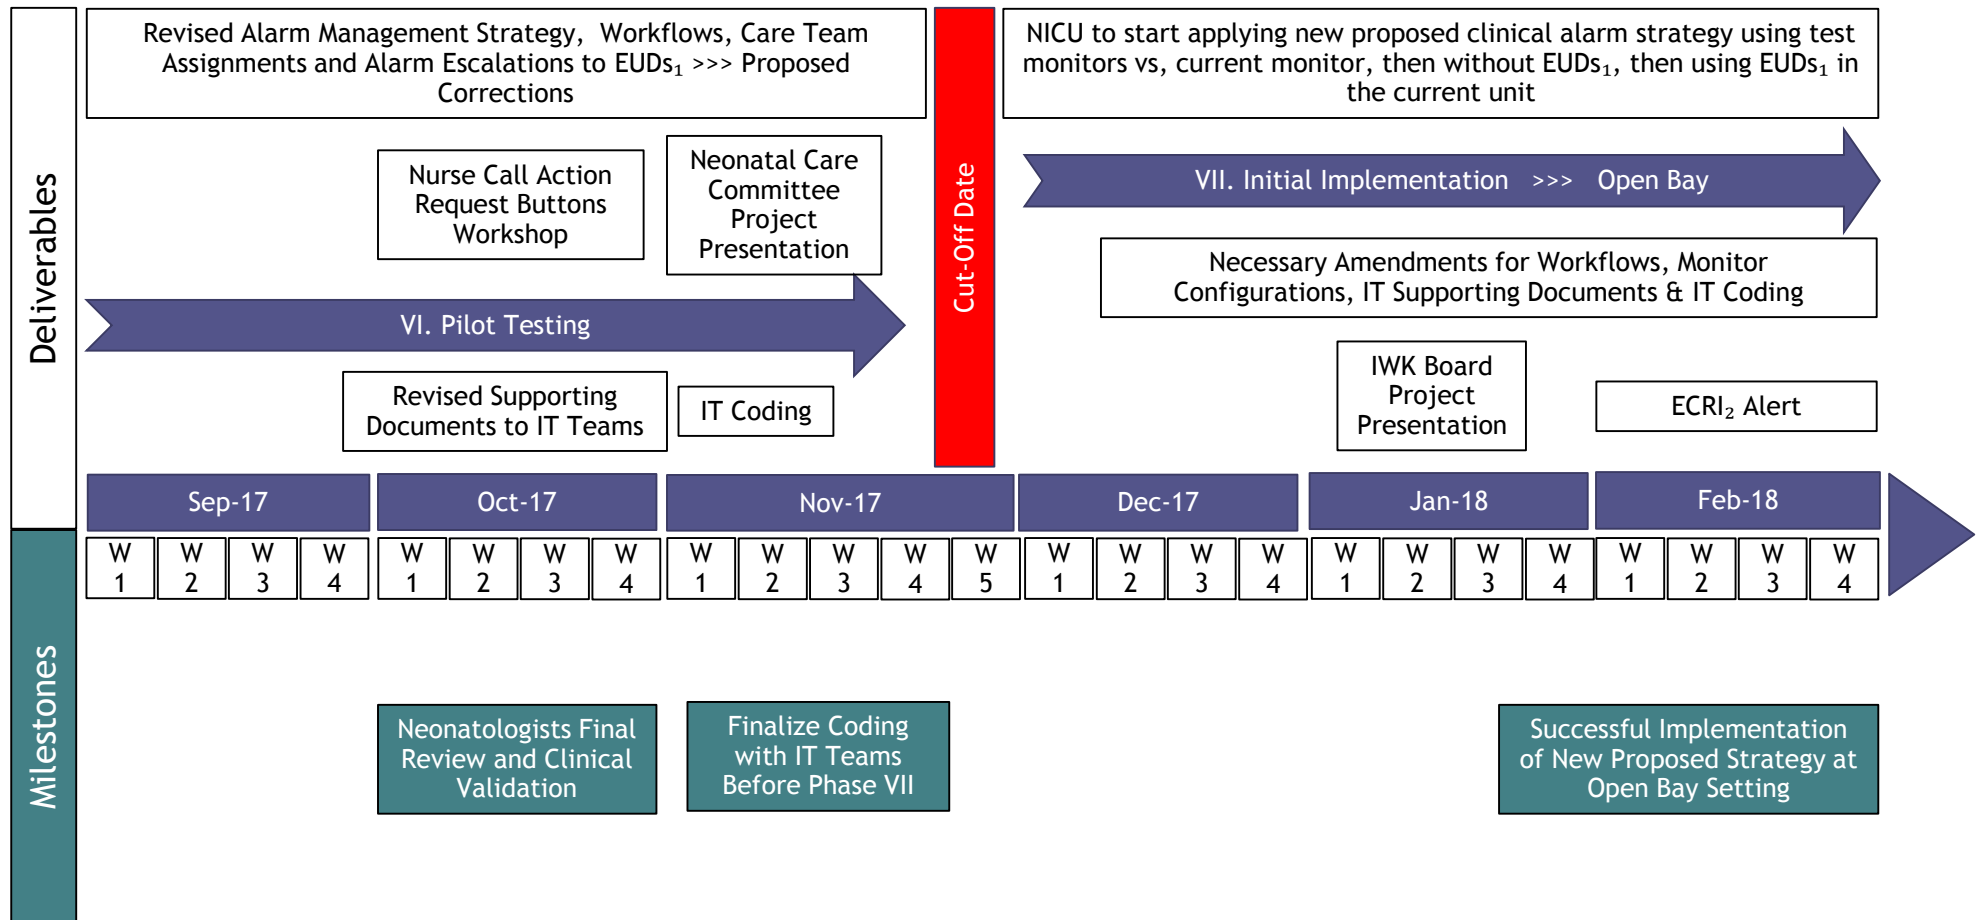 Revised Alarm Management Strategy, Workflows, Care Team
Assignments and Alarm Escalations to EUDs₁ >>> Proposed
Corrections
NICU to start applying new proposed clinical alarm strategy using test
monitors vs, current monitor, then without EUDs₁, then using EUDs₁ in
the current unit
Deliverables
Nurse Call Action
Request Buttons
Workshop
Neonatal Care
Committee
Project
Presentation
Cut-Off Date
VII. Initial Implementation >>> Open Bay
Necessary Amendments for Workflows, Monitor
Configurations, IT Supporting Documents & IT Coding
VI. Pilot Testing
Revised Supporting
Documents to IT Teams
IT Coding
IWK Board
Project
Presentation
ECRI₂ Alert
Sep-17 Oct-17 Nov-17 Dec-17 Jan-18 Feb-18
W W W W W W W W W W W W W W W W W W W W W W W W W
1 2 3 4 1 2 3 4 1 2 3 4 5 1 2 3 4 1 2 3 4 1 2 3 4
Milestones
Neonatologists Final
Review and Clinical
Validation
Finalize Coding
with IT Teams
Before Phase VII
Successful Implementation
of New Proposed Strategy at
Open Bay Setting